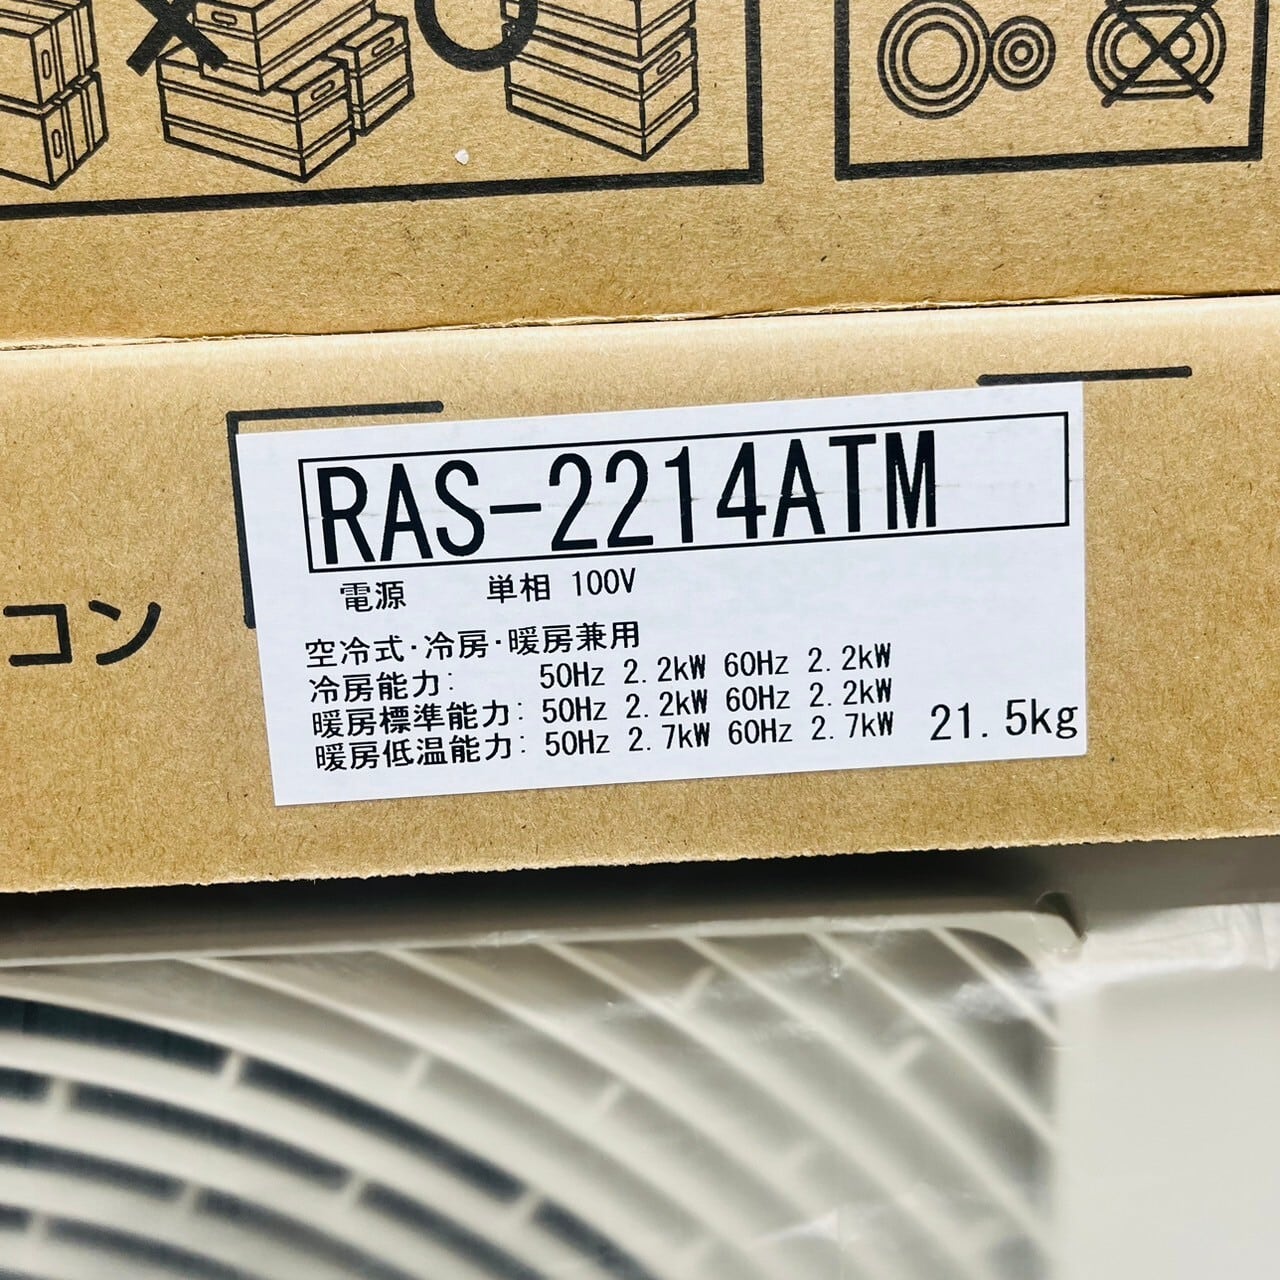 RAS-2214ATM
電源 単相 100V
コン
空冷式・冷房・暖房兼用
冷房能力: 50Hz 2.2kW 60Hz 2.2kW
暖房標準能力: 50Hz 2.2kW 60Hz 2.2kW
暖房低温能力: 50Hz 2.7kW 60Hz 2.7kW 21.5kg